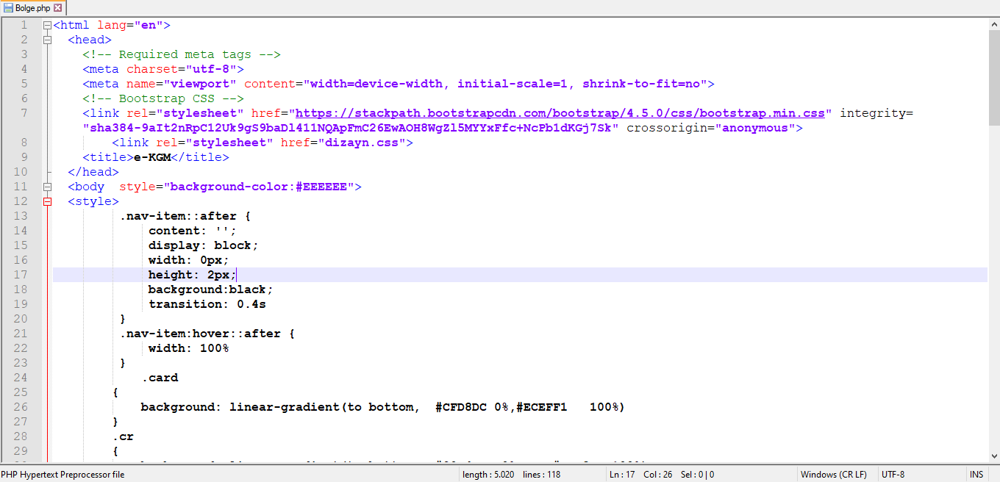 Bolge.php
1 <html lang="en">
2 <head>
3 <!-- Required meta tags -->
4 <meta charset="utf-8">
5 <meta name="viewport" content="width=device-width, initial-scale=1, shrink-to-fit=no">
6 <!-- Bootstrap CSS -->
7 <link rel="stylesheet" href="https://stackpath.bootstrapcdn.com/bootstrap/4.5.0/css/bootstrap.min.css" integrity=
"sha384-9aIt2nRpC12Uk9gS9baDl411NQApFmC26EwAOH8WgZl5MYYxFfc+NcPb1dKGj7Sk" crossorigin="anonymous">
8 <link rel="stylesheet" href="dizayn.css">
9 <title>e-KGM</title>
10 </head>
11 <body  style="background-color:#EEEEEE">
12 <style>
13 .nav-item::after {
14 content: '';
15 display: block;
16 width: 0px;
17 height: 2px;
18 background:black;
19 transition: 0.4s
20 }
21 .nav-item:hover::after {
22 width: 100%
23 }
24 .card
25 {
26 background: linear-gradient(to bottom,  #CFD8DC 0%,#ECEFF1   100%)
27 }
28 .cr
29 {
PHP Hypertext Preprocessor file length : 5.020 lines : 118 Ln : 17 Col : 26 Sel : 0 | 0 Windows (CR LF) UTF-8 INS